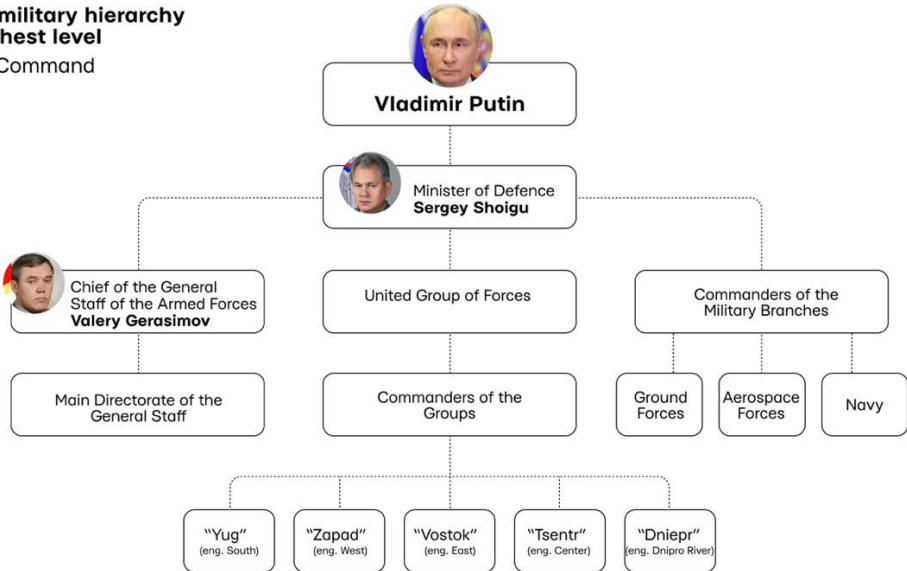 military hierarchy
hest level
Command
Vladimir Putin
Minister of Defence
Sergey Shoigu
Chief of the General
Staff of the Armed Forces
Valery Gerasimov
United Group of Forces
Commanders of the
Military Branches
Main Directorate of the
General Staff
Commanders of the
Groups
Ground
Forces
Aerospace
Forces
Navy
"Yug"
(eng. South)
"Zapad"
(eng. West)
"Vostok"
(eng. East)
"Tsentr"
(eng. Center)
"Dniepr"
(eng. Dnipro River)